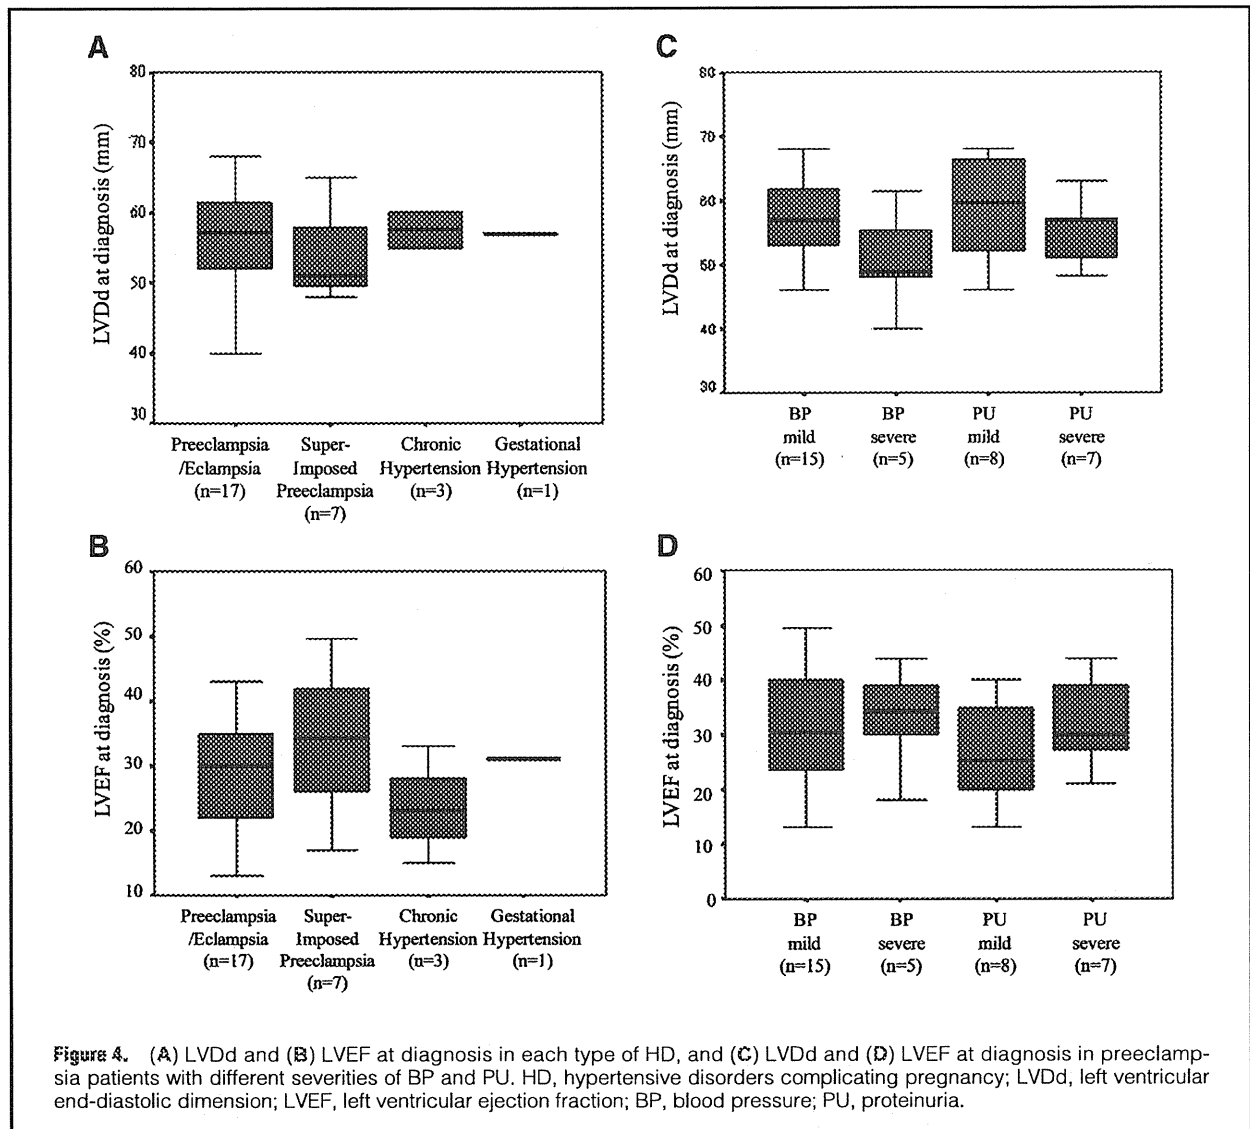 A
80
70
60
50
40
30
LVDd at diagnosis (mm)
Preeclampsia
/Eclampsia
(n=17)
Super-
Imposed
Preeclampsia
(n=7)
Chronic
Hypertension
(n=3)
Gestational
Hypertension
(n=1)
C
80
70
60
50
40
30
LVDd at diagnosis (mm)
BP
mild
(n=15)
BP
severe
(n=5)
PU
mild
(n=8)
PU
severe
(n=7)
B
60
50
40
30
20
10
LVEF at diagnosis (%)
Preeclampsia
/Eclampsia
(n=17)
Super-
Imposed
Preeclampsia
(n=7)
Chronic
Hypertension
(n=3)
Gestational
Hypertension
(n=1)
D
60
50
40
30
20
10
0
LVEF at diagnosis (%)
BP
mild
(n=15)
BP
severe
(n=5)
PU
mild
(n=8)
PU
severe
(n=7)
Figure 4. (A) LVDd and (B) LVEF at diagnosis in each type of HD, and (C) LVDd and (D) LVEF at diagnosis in preeclamp-
sia patients with different severities of BP and PU. HD, hypertensive disorders complicating pregnancy; LVDd, left ventricular
end-diastolic dimension; LVEF, left ventricular ejection fraction; BP, blood pressure; PU, proteinuria.